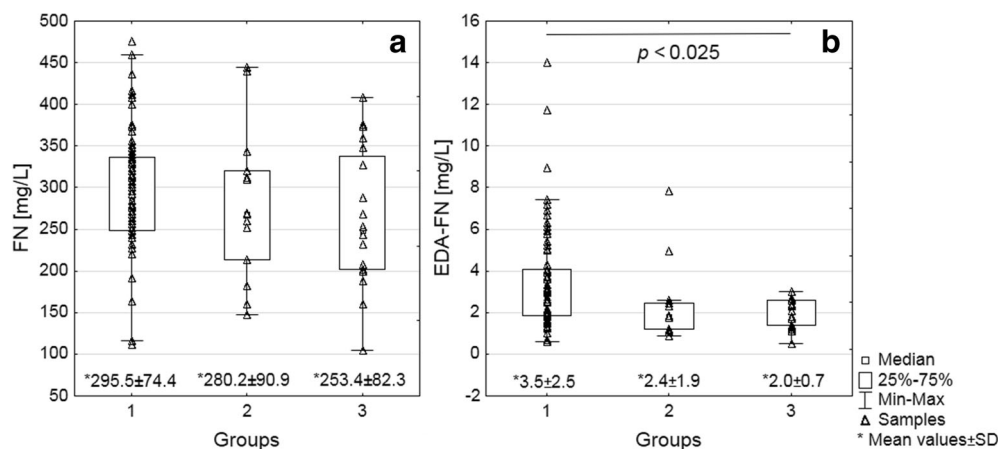 a
FN [mg/L]
500
450
400
350
300
250
200
150
100
50
*295.5±74.4 *280.2±90.9 *253.4±82.3
1 2 3
Groups
b
p < 0.025
EDA-FN [mg/L]
16
14
12
10
8
6
4
2
0
-2
*3.5±2.5 *2.4±1.9 *2.0±0.7
1 2 3
Groups
Median
25%-75%
Min-Max
Samples
* Mean values±SD